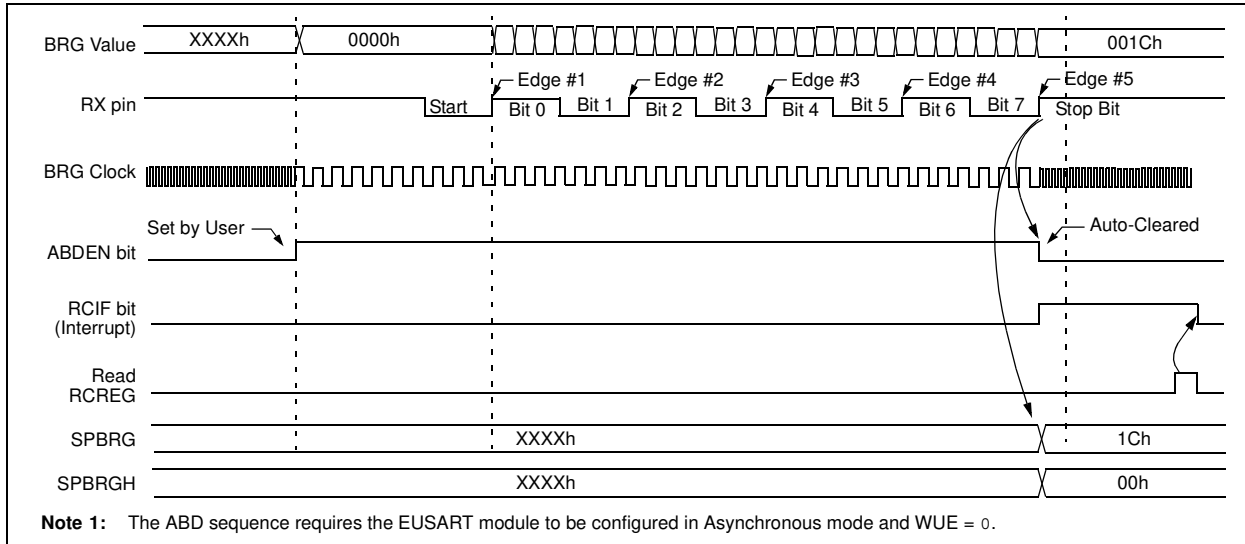 BRG Value XXXXh 0000h 001Ch
Edge #1 Edge #2 Edge #3 Edge #4 Edge #5
RX pin Start Bit 0 Bit 1 Bit 2 Bit 3 Bit 4 Bit 5 Bit 6 Bit 7 Stop Bit
BRG Clock
Set by User Auto-Cleared
ABDEN bit
RCIF bit
(Interrupt)
Read
RCREG
SPBRG XXXXh 1Ch
SPBRGH XXXXh 00h
Note 1: The ABD sequence requires the EUSART module to be configured in Asynchronous mode and WUE = 0.